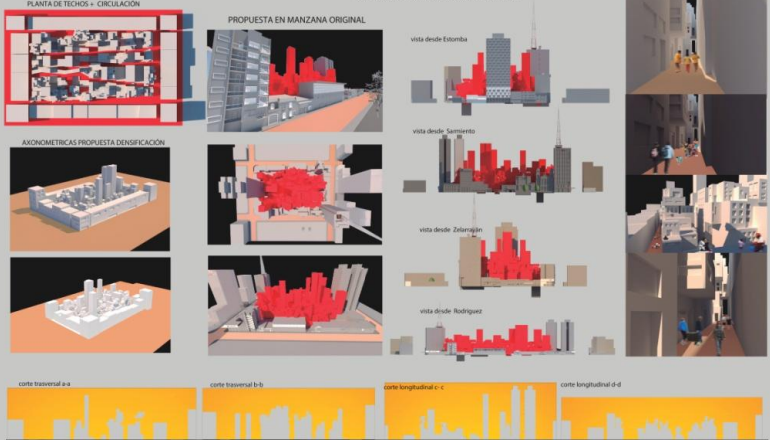 PLANTA DE TECHOS + CIRCULACIÓN
PROPUESTA EN MANZANA ORIGINAL
vista desde Estomba
AXONOMETRICAS PROPUESTA DENSIFICACIÓN
vista desde Sarmiento
vista desde Zelarrayán
vista desde Rodriguez
corte trasversal a-a
corte trasversal b-b
corte longitudinal c- c
corte longitudinal d-d